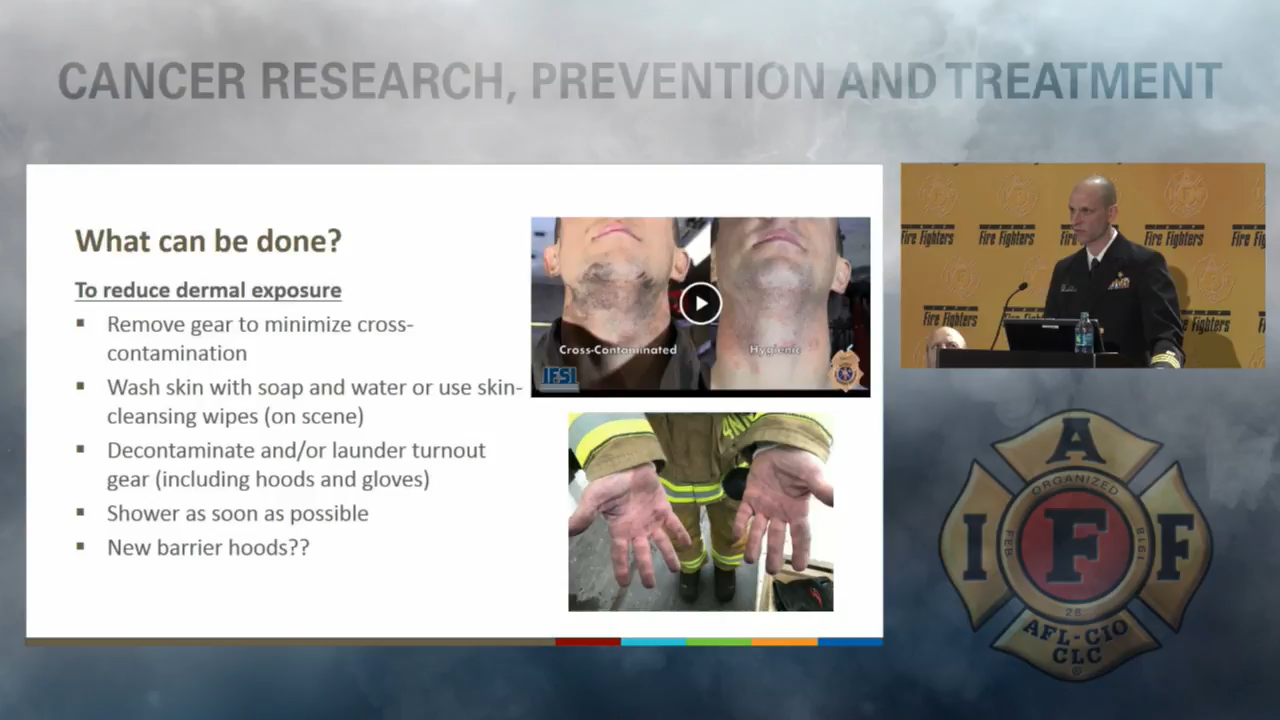 CANCER RESEARCH, PREVENTION AND TREATMENT
What can be done?
To reduce dermal exposure
▪ Remove gear to minimize cross-
contamination
▪ Wash skin with soap and water or use skin-
cleansing wipes (on scene)
▪ Decontaminate and/or launder turnout
gear (including hoods and gloves)
▪ Shower as soon as possible
▪ New barrier hoods??
Cross-Contaminated
Hygienic
IFSI
Fire Fighters
Fire Fighters
Fire Fighters
Fire Fighters
Fire Fighters
A
I F F
ORGANIZED
FEB. 28 1918
AFL-CIO
CLC